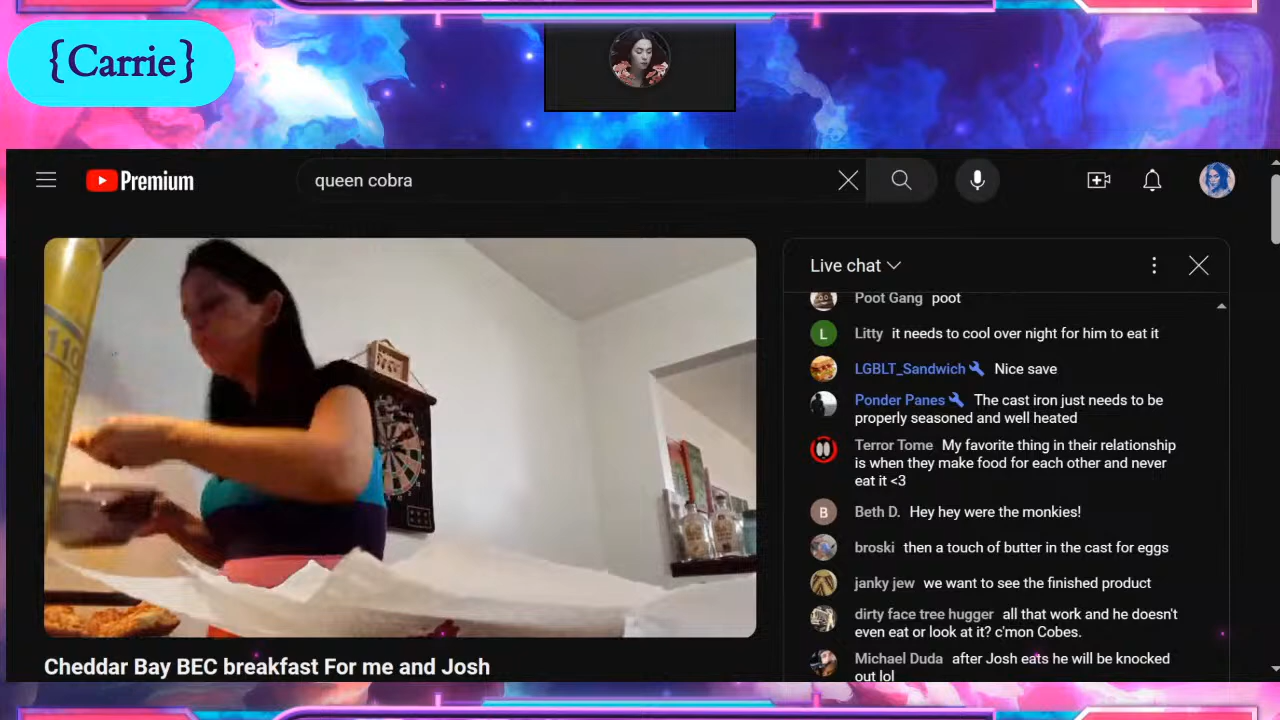 {Carrie}
Premium
queen cobra
Live chat
Poot Gang poot
Litty it needs to cool over night for him to eat it
L
LGBLT_Sandwich Nice save
Ponder Panes The cast iron just needs to be
properly seasoned and well heated
Terror Tome My favorite thing in their relationship
is when they make food for each other and never
eat it <3
B
Beth D. Hey hey were the monkies!
broski then a touch of butter in the cast for eggs
janky jew we want to see the finished product
dirty face tree hugger all that work and he doesn't
even eat or look at it? c'mon Cobes.
Michael Duda after Josh eats he will be knocked
out lol
110
Cheddar Bay BEC breakfast For me and Josh